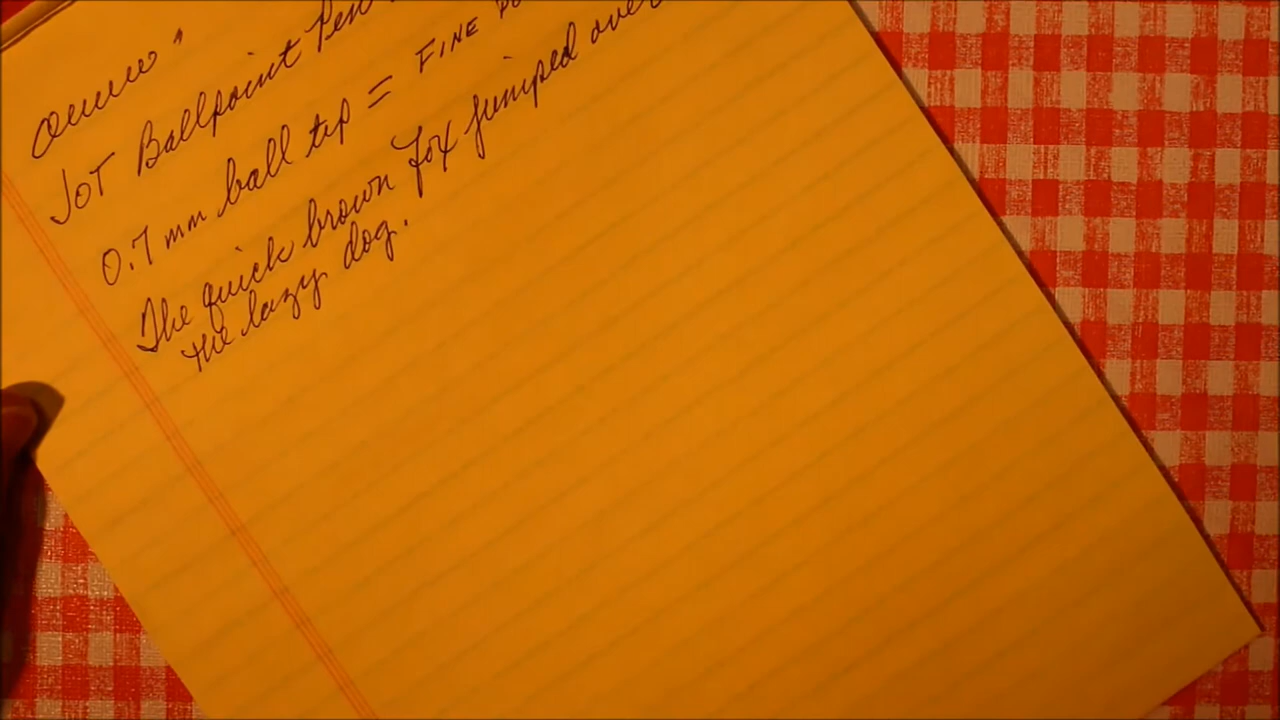 Jot Ballpoint Pen
0.7 mm ball tip = FINE
The quick brown fox jumped over
the lazy dog.